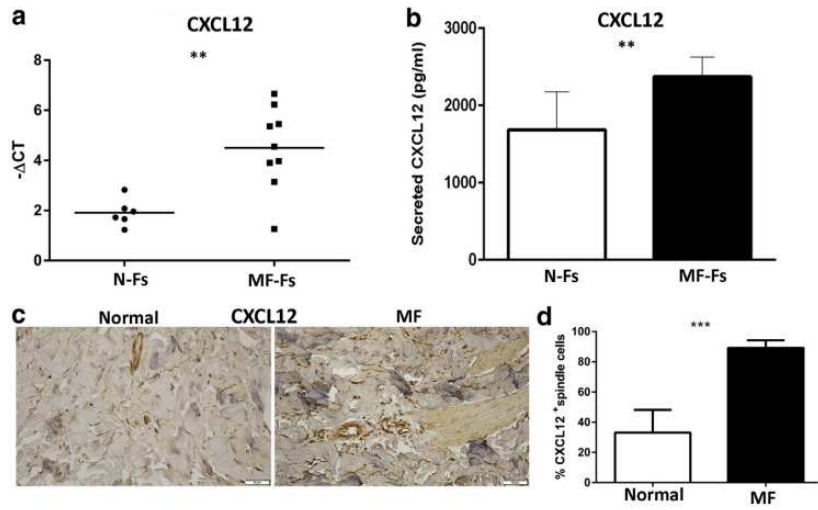 a
CXCL12
**
8
6
4
2
0
-ΔCT
N-Fs
MF-Fs
b
CXCL12
**
3000
2000
1000
0
Secreted CXCL12 (pg/ml)
N-Fs
MF-Fs
c
Normal
CXCL12
MF
d
***
100
80
60
40
20
0
% CXCL12 +spindle cells
Normal
MF